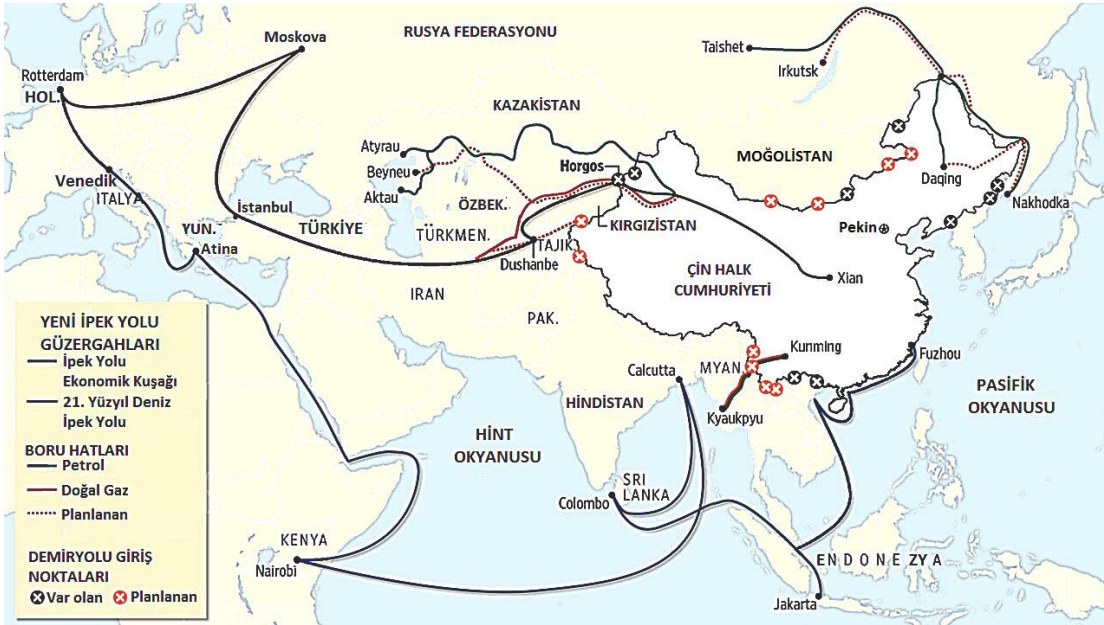 Moskova
RUSYA FEDERASYONU
Taishet
Irkutsk
Rotterdam
HOL.
KAZAKİSTAN
Atyrau
Beyneu
Aktau
Horgos
MOĞOLİSTAN
Daqing
Nakhodka
Venedik
İTALYA
İstanbul
YUN.
Atina
TÜRKİYE
ÖZBEK.
TÜRKMEN.
KIRGIZİSTAN
TAJIK.
Dushanbe
Pekin
ÇİN HALK
CUMHURİYETİ
Xian
IRAN
PAK.
Kunming
Fuzhou
MYAN
Calcutta
HİNDİSTAN
Kyaukpyu
PASİFİK
OKYANUSU
HİNT
OKYANUSU
SRI
LANKA
Colombo
KENYA
Nairobi
ENDONEZYA
Jakarta
YENİ İPEK YOLU
GÜZERGAHLARI
İpek Yolu
Ekonomik Kuşağı
21. Yüzyıl Deniz
İpek Yolu
BORU HATLARI
Petrol
Doğal Gaz
Planlanan
DEMİRYOLU GİRİŞ
NOKTALARI
Var olan Planlanan